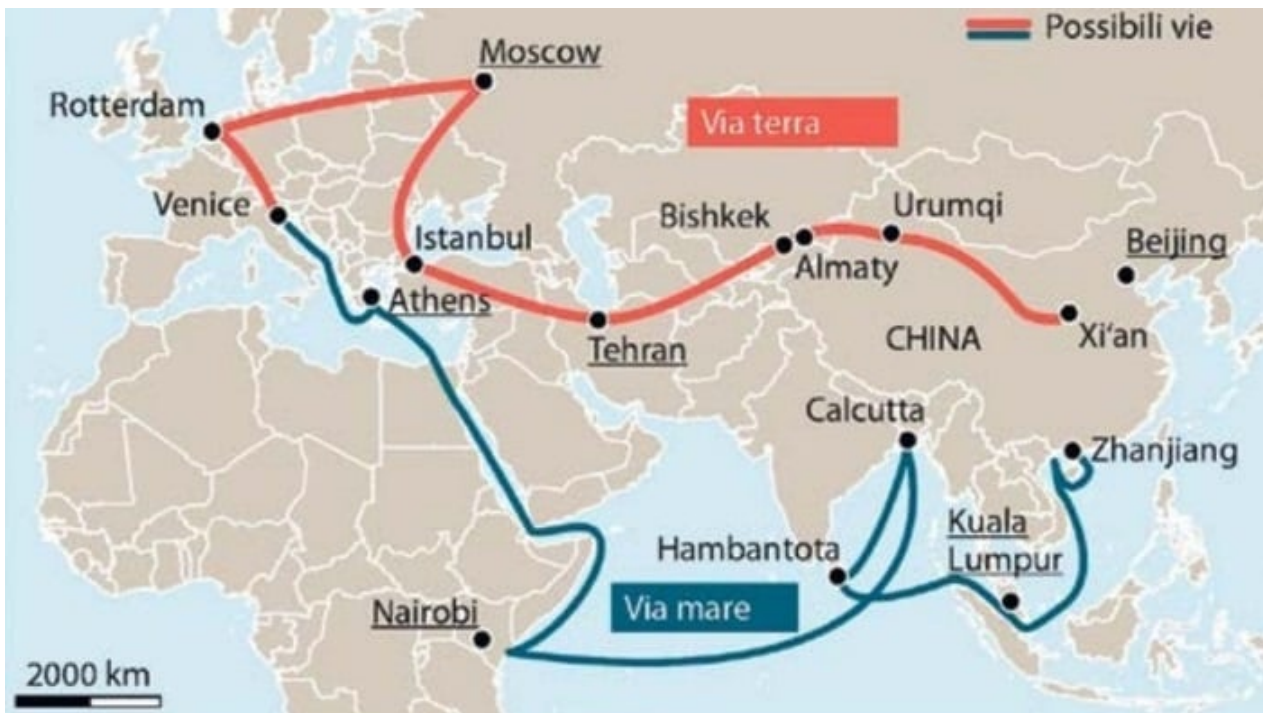 Possibili vie
Moscow
Rotterdam
Via terra
Venice
Istanbul
Bishkek
Urumqi
Almaty
Beijing
Athens
Tehran
CHINA
Xi'an
Calcutta
Zhanjiang
Kuala
Lumpur
Hambantota
Via mare
Nairobi
2000 km